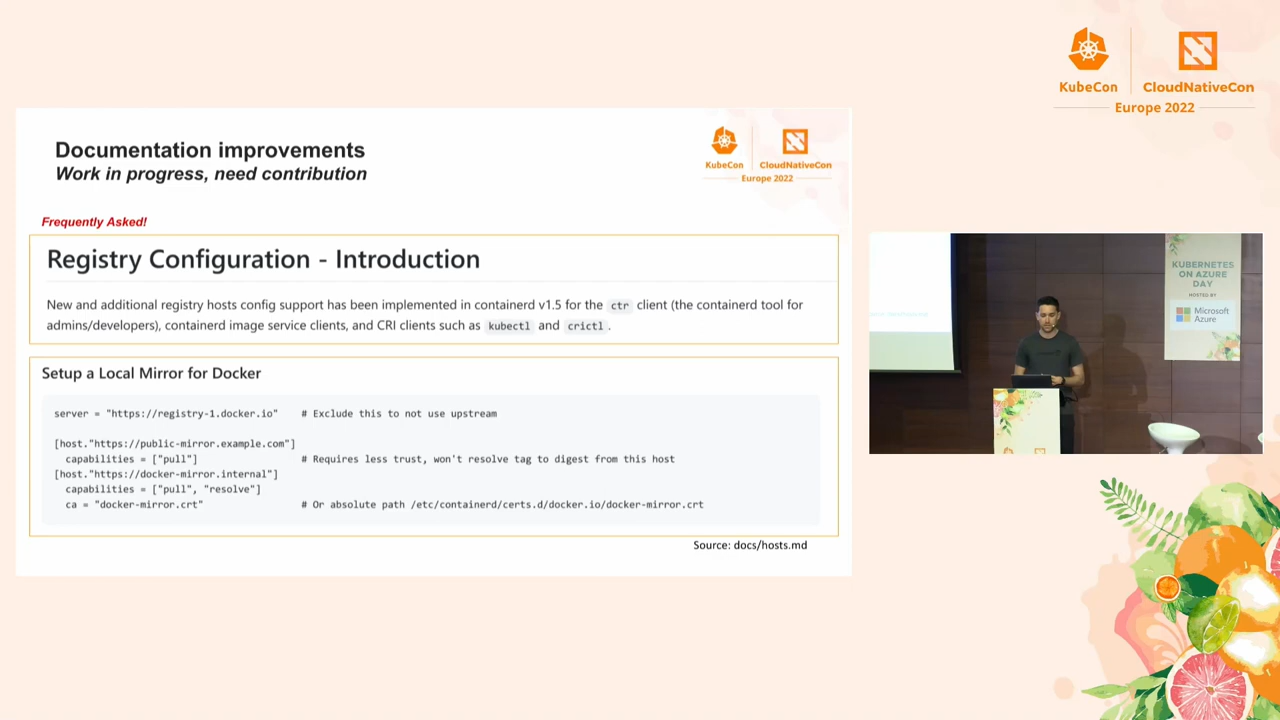 KubeCon
CloudNativeCon
Europe 2022
Documentation improvements
Work in progress, need contribution
KubeCon
CloudNativeCon
Europe 2022
Frequently Asked!
Registry Configuration - Introduction
New and additional registry hosts config support has been implemented in containerd v1.5 for the ctr client (the containerd tool for
admins/developers), containerd image service clients, and CRI clients such as kubectl and crictl.
Setup a Local Mirror for Docker
server = "https://registry-1.docker.io"    # Exclude this to not use upstream
[host."https://public-mirror.example.com"]
  capabilities = ["pull"]                  # Requires less trust, won't resolve tag to digest from this host
[host."https://docker-mirror.internal"]
  capabilities = ["pull", "resolve"]
  ca = "docker-mirror.crt"                 # Or absolute path /etc/containerd/certs.d/docker.io/docker-mirror.crt
Source: docs/hosts.md
KUBERNETES
ON AZURE
DAY
HOSTED BY
Microsoft
Azure